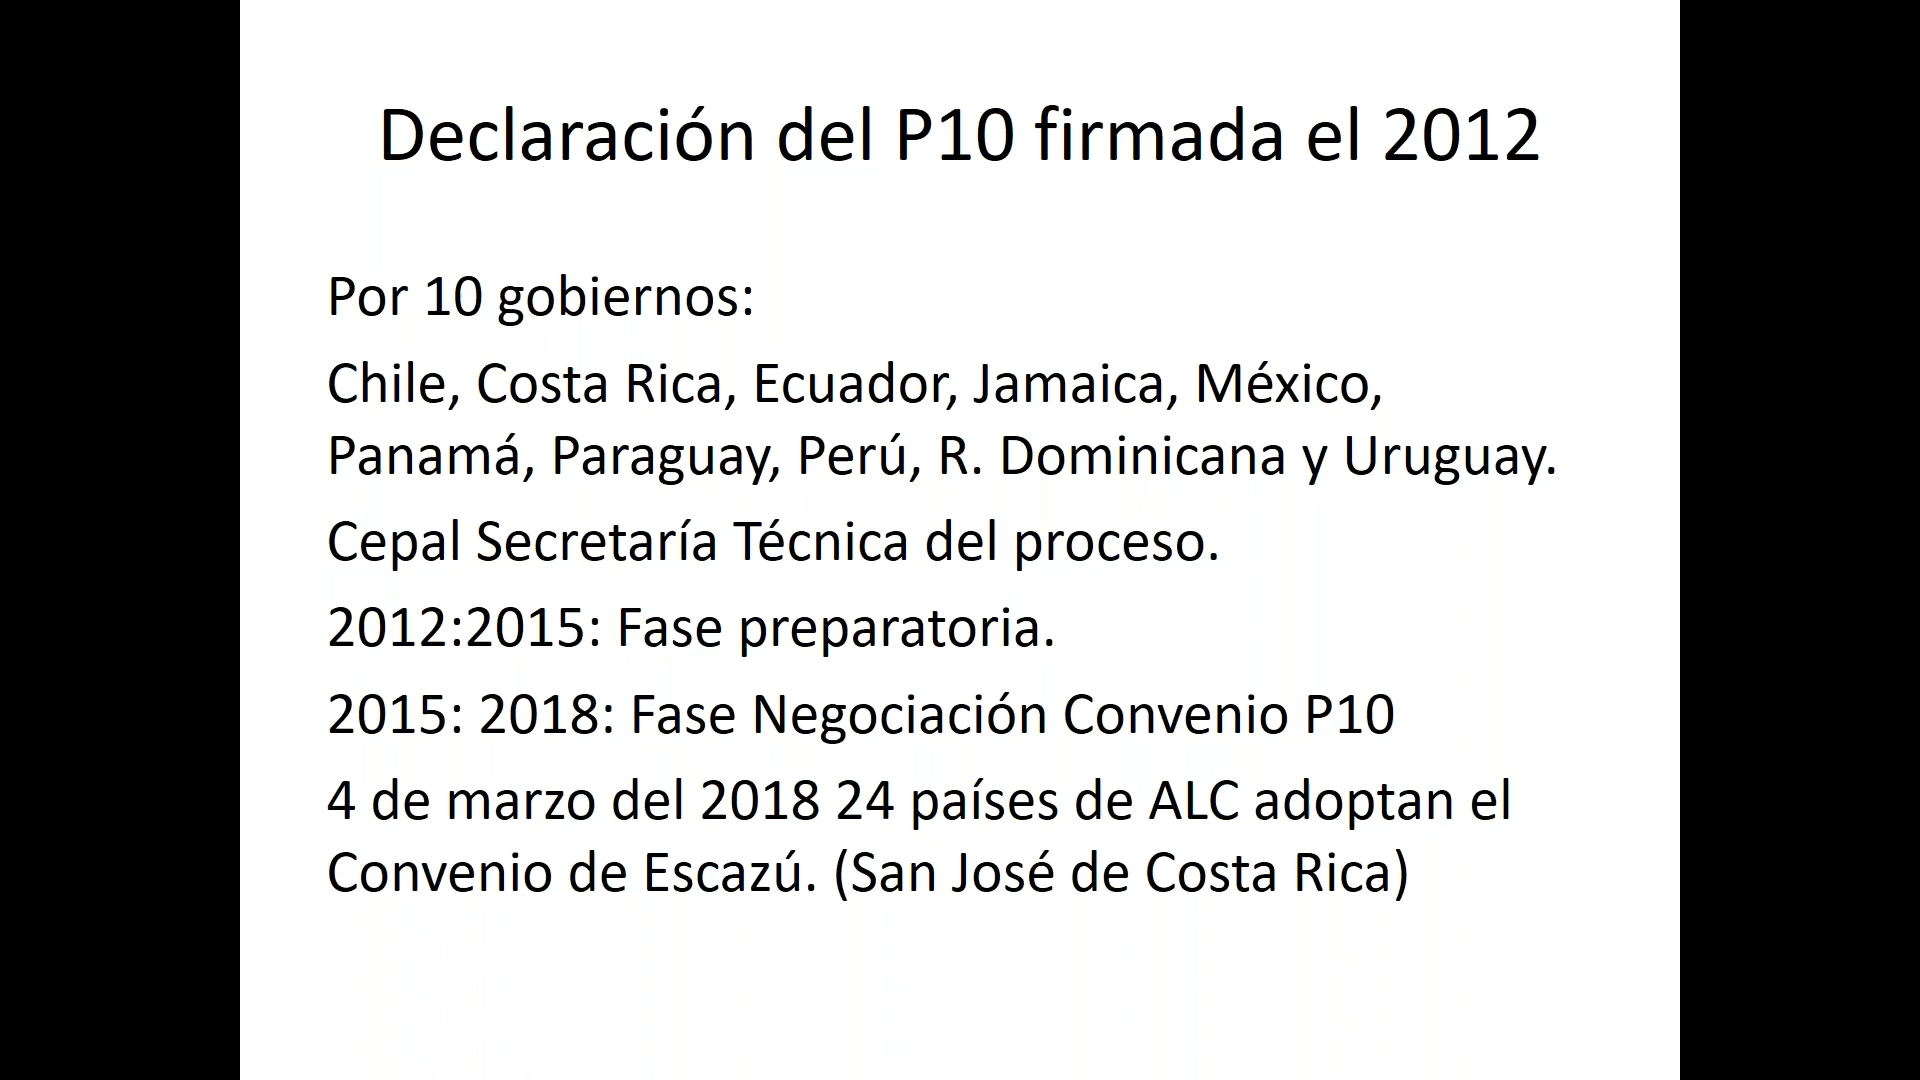 Declaración del P10 firmada el 2012
Por 10 gobiernos:
Chile, Costa Rica, Ecuador, Jamaica, México,
Panamá, Paraguay, Perú, R. Dominicana y Uruguay.
Cepal Secretaría Técnica del proceso.
2012:2015: Fase preparatoria.
2015: 2018: Fase Negociación Convenio P10
4 de marzo del 2018 24 países de ALC adoptan el
Convenio de Escazú. (San José de Costa Rica)